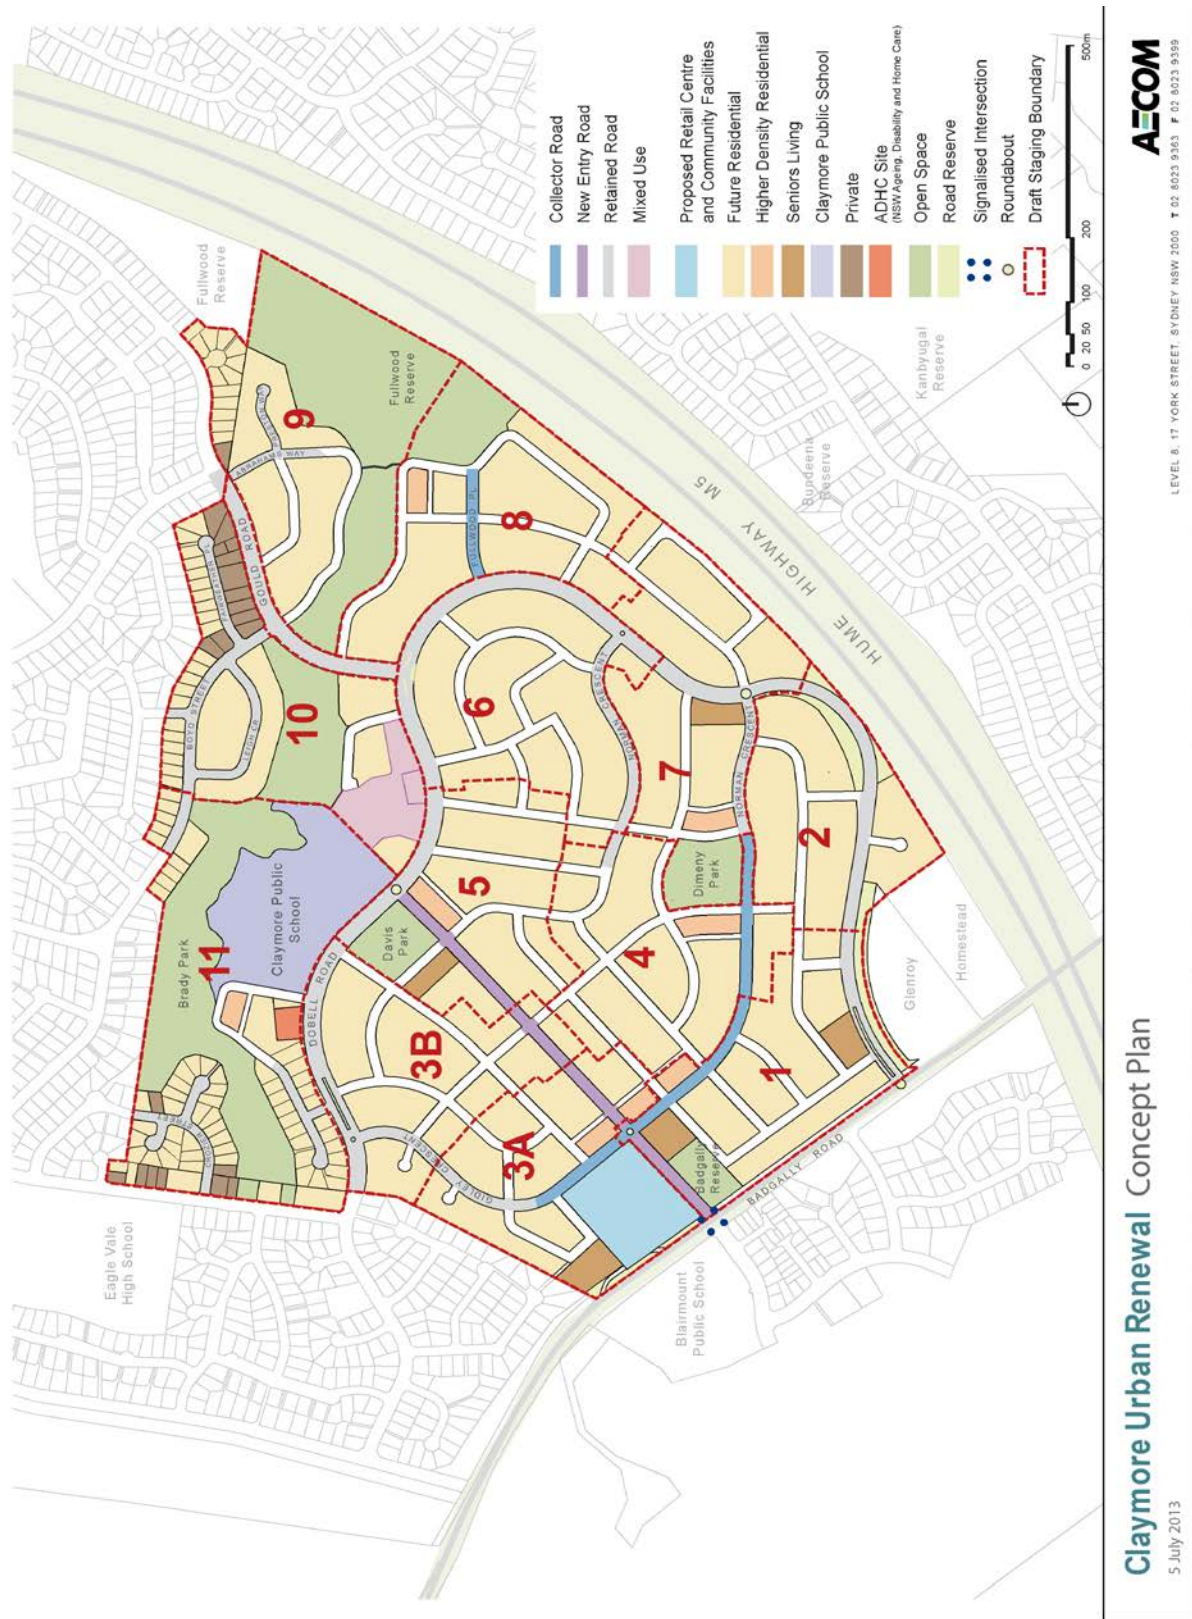 Fullwood
Reserve
Fullwood
Reserve
9
ABRAHAMS WAY
PRESTON WAY
GOULD ROAD
FAIRWEATHER PL
BOYD STREET
LEIGH CR
10
8
FULLWOOD PL
6
NORMAN CRESCENT
7
NORMAN CRESCENT
2
Dimeny
Park
5
4
Davis
Park
Claymore Public
School
11
Brady Park
DOBELL ROAD
3B
3A
GIDLEY CRESCENT
1
Badgally
Reserve
BADGALLY ROAD
Eagle Vale
High School
Blairmount
Public School
Glenroy
Homestead
Bundeena
Reserve
Kanbyugal
Reserve
M5
HIGHWAY
HUME
Collector Road
New Entry Road
Retained Road
Mixed Use
Proposed Retail Centre
and Community Facilities
Future Residential
Higher Density Residential
Seniors Living
Claymore Public School
Private
ADHC Site
(NSW Ageing, Disability and Home Care)
Open Space
Road Reserve
Signalised Intersection
Roundabout
Draft Staging Boundary
0 20 50 100 200 500m
Claymore Urban Renewal Concept Plan
5 July 2013
AECOM
LEVEL 8, 17 YORK STREET, SYDNEY NSW 2000 T 02 8023 9363 F 02 8023 9399